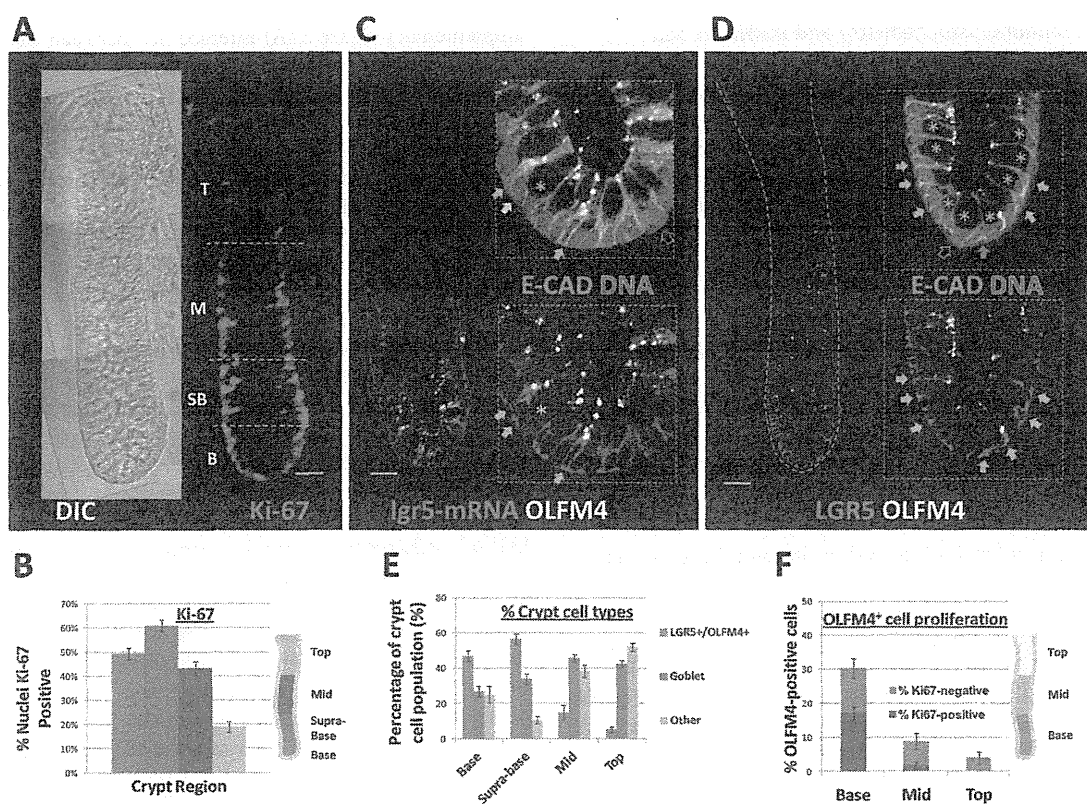 A
C
D
T
M
SB
B
DIC
Ki-67
E-CAD DNA
lgr5-mRNA OLFM4
E-CAD DNA
LGR5 OLFM4
B
Ki-67
% Nuclei Ki-67 Positive
70%
60%
50%
40%
30%
20%
10%
0%
Crypt Region
Top
Mid
Supra-
Base
Base
E
% Crypt cell types
Percentage of crypt
cell population (%)
80
60
40
20
0
Base
Supra-base
Mid
Top
LGR5+/OLFM4+
Goblet
Other
F
OLFM4+ cell proliferation
% OLFM4-positive cells
50
40
30
20
10
0
% Ki67-negative
% Ki67-positive
Base
Mid
Top
Top
Mid
Base